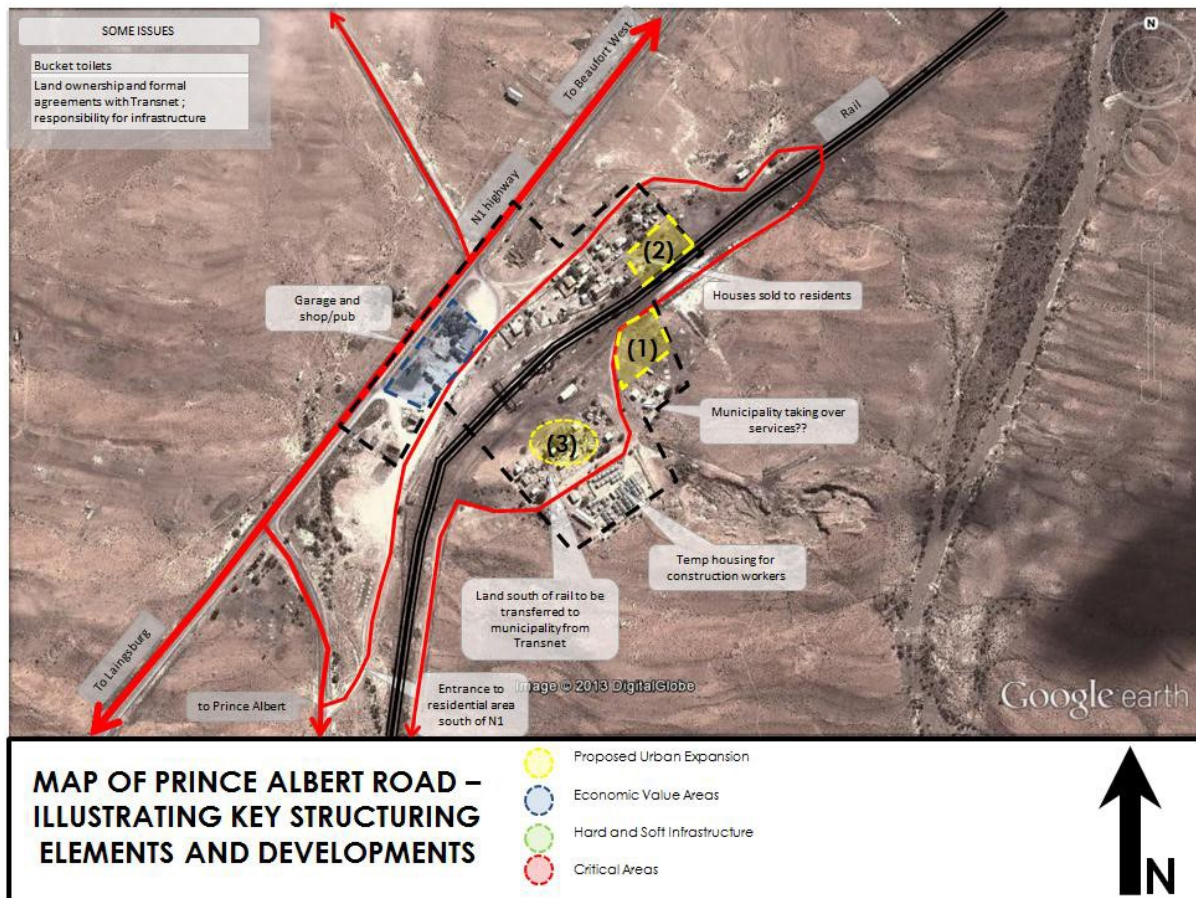 SOME ISSUES
Bucket toilets
Land ownership and formal
agreements with Transnet ;
responsibility for infrastructure
To Beaufort West
N
Rail
N1 highway
(2)
Houses sold to residents
Garage and
shop/pub
(1)
Municipality taking over
services??
(3)
Temp housing for
construction workers
Land south of rail to be
transferred to
municipality from
Transnet
To Laingsburg
to Prince Albert
Entrance to
residential area
south of N1
Image © 2013 DigitalGlobe
Google earth
MAP OF PRINCE ALBERT ROAD –
ILLUSTRATING KEY STRUCTURING
ELEMENTS AND DEVELOPMENTS
Proposed Urban Expansion
Economic Value Areas
Hard and Soft Infrastructure
Critical Areas
N